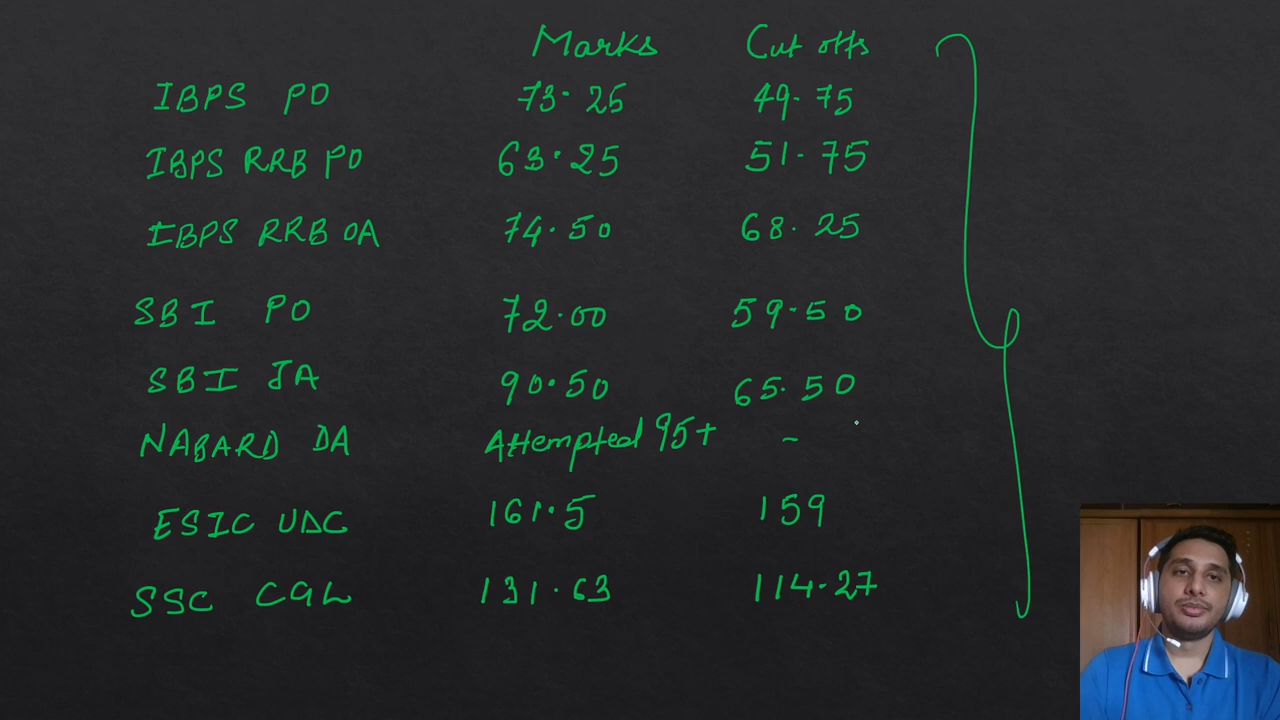 Marks Cut offs
IBPS PO 73.25 49.75
IBPS RRB PO 63.25 51.75
IBPS RRB OA 74.50 68.25
SBI PO 72.00 59.50
SBI JA 90.50 65.50
NABARD DA Attempted 95+ -
ESIC UDC 161.5 159
SSC CGL 131.63 114.27